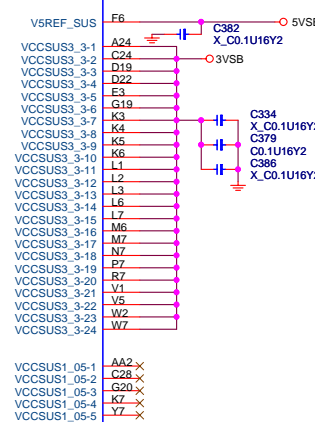 V5REF_SUS F6 5VSB
C382
X_C0.1U16Y2
VCCSUS3_3-1 A24
VCCSUS3_3-2 C24 3VSB
VCCSUS3_3-3 D19
VCCSUS3_3-4 D22
VCCSUS3_3-5 E3
VCCSUS3_3-6 G19
VCCSUS3_3-7 K3 C334
X_C0.1U16Y2
VCCSUS3_3-8 K4
VCCSUS3_3-9 K5 C379
C0.1U16Y2
VCCSUS3_3-10 K6
VCCSUS3_3-11 L1 C386
X_C0.1U16Y2
VCCSUS3_3-12 L2
VCCSUS3_3-13 L3
VCCSUS3_3-14 L6
VCCSUS3_3-15 L7
VCCSUS3_3-16 M6
VCCSUS3_3-17 M7
VCCSUS3_3-18 N7
VCCSUS3_3-19 P7
VCCSUS3_3-20 R7
VCCSUS3_3-21 V1
VCCSUS3_3-22 V5
VCCSUS3_3-23 W2
VCCSUS3_3-24 W7
VCCSUS1_05-1 AA2
VCCSUS1_05-2 C28
VCCSUS1_05-3 G20
VCCSUS1_05-4 K7
VCCSUS1_05-5 Y7